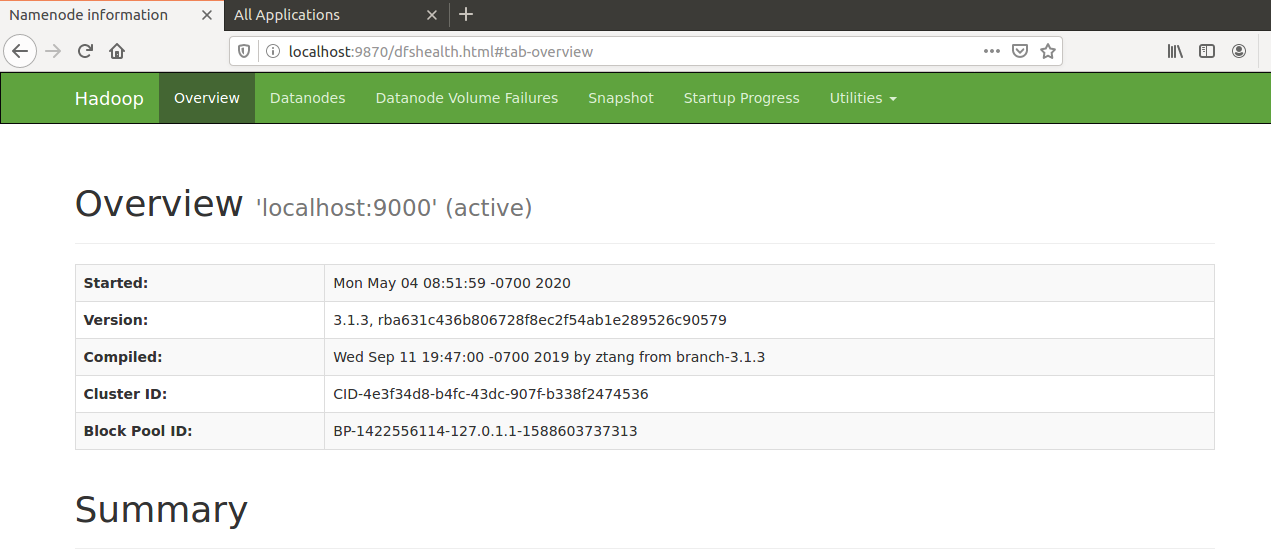 Namenode information All Applications
localhost:9870/dfshealth.html#tab-overview
Hadoop Overview Datanodes Datanode Volume Failures Snapshot Startup Progress Utilities
Overview 'localhost:9000' (active)
Started: Mon May 04 08:51:59 -0700 2020
Version: 3.1.3, rba631c436b806728f8ec2f54ab1e289526c90579
Compiled: Wed Sep 11 19:47:00 -0700 2019 by ztang from branch-3.1.3
Cluster ID: CID-4e3f34d8-b4fc-43dc-907f-b338f2474536
Block Pool ID: BP-1422556114-127.0.1.1-1588603737313
Summary